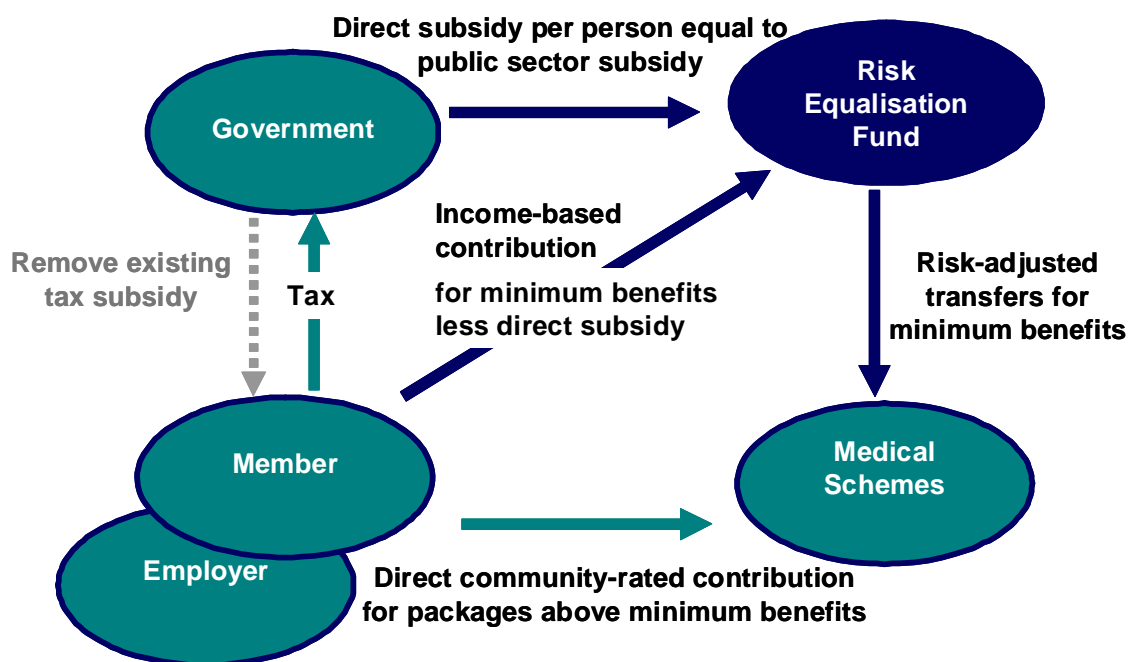 Direct subsidy per person equal to
public sector subsidy
Government
Risk
Equalisation
Fund
Income-based
contribution
for minimum benefits
less direct subsidy
Remove existing
tax subsidy
Tax
Risk-adjusted
transfers for
minimum benefits
Member
Medical
Schemes
Employer
Direct community-rated contribution
for packages above minimum benefits